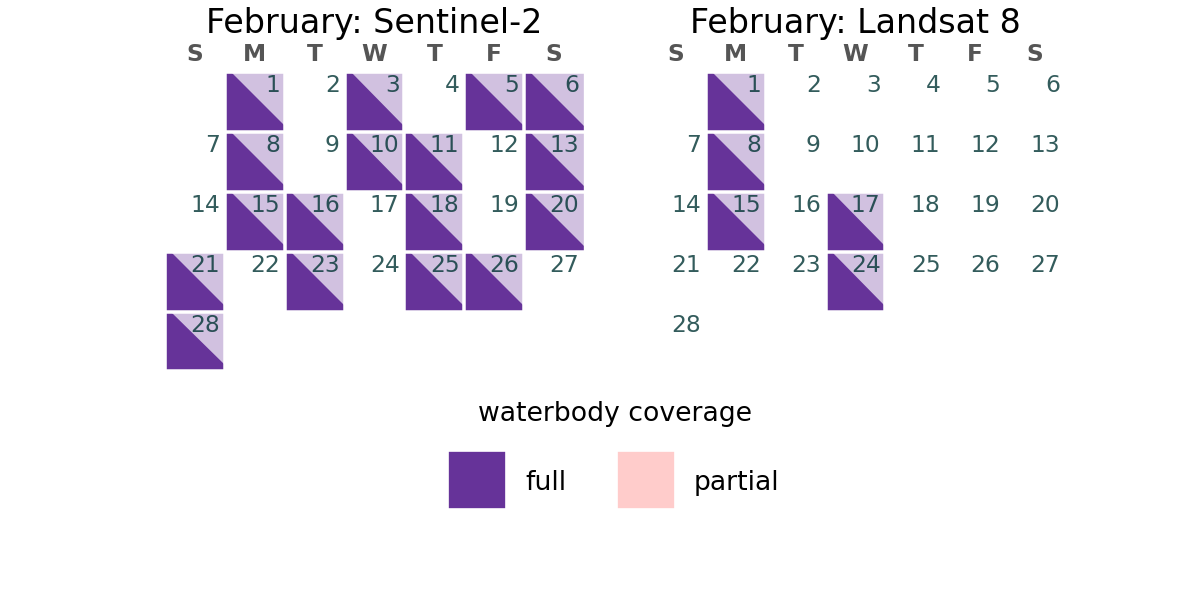 February: Sentinel-2
S M T W T F S
1 2 3 4 5 6
7 8 9 10 11 12 13
14 15 16 17 18 19 20
21 22 23 24 25 26 27
28
February: Landsat 8
S M T W T F S
1 2 3 4 5 6
7 8 9 10 11 12 13
14 15 16 17 18 19 20
21 22 23 24 25 26 27
28
waterbody coverage
full
partial